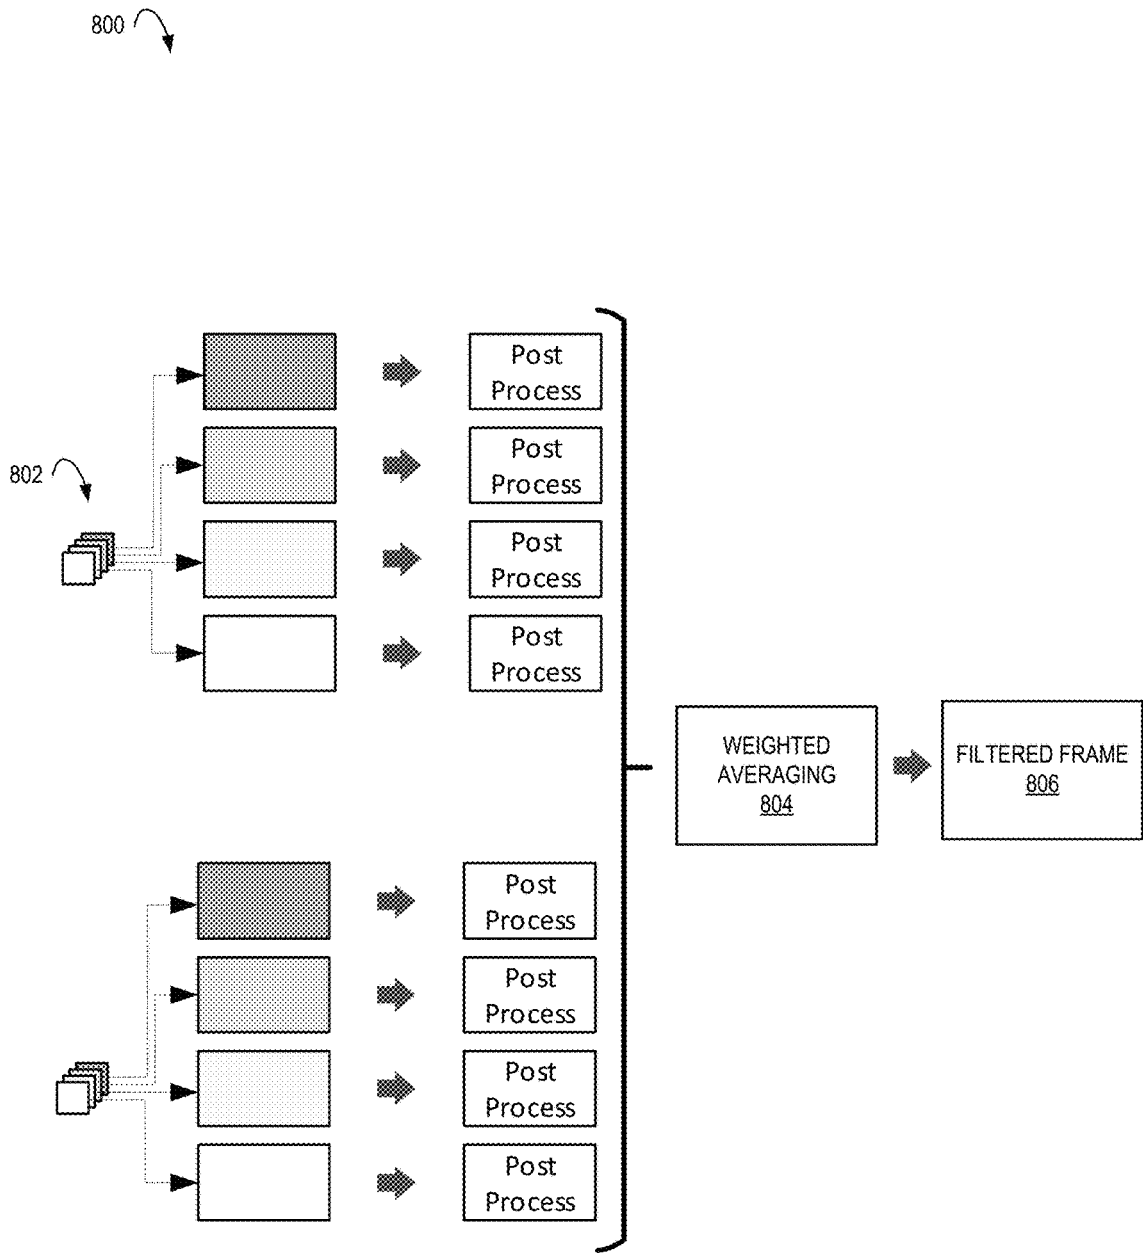 800
Post
Process
Post
Process
802
Post
Process
Post
Process
WEIGHTED
AVERAGING
804
FILTERED FRAME
806
Post
Process
Post
Process
Post
Process
Post
Process